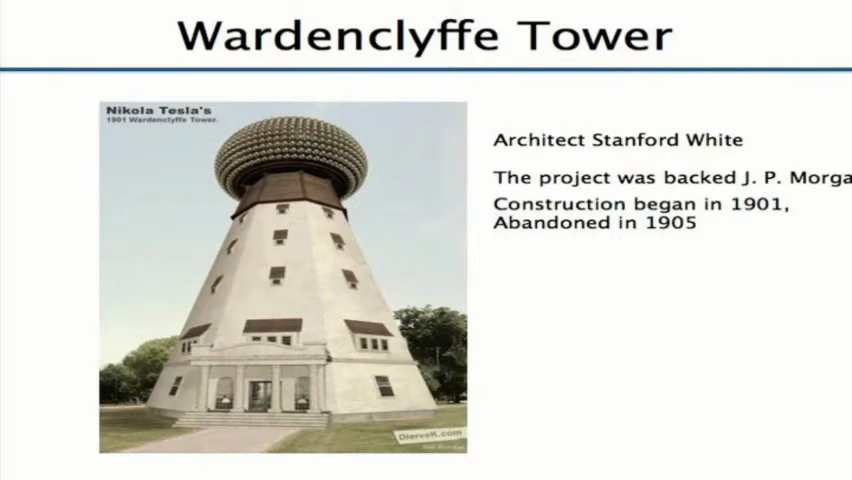 Wardenclyffe Tower
Nikola Tesla's
1901 Wardenclyffe Tower.
Architect Stanford White
The project was backed J. P. Morga
Construction began in 1901,
Abandoned in 1905
DierveK.com